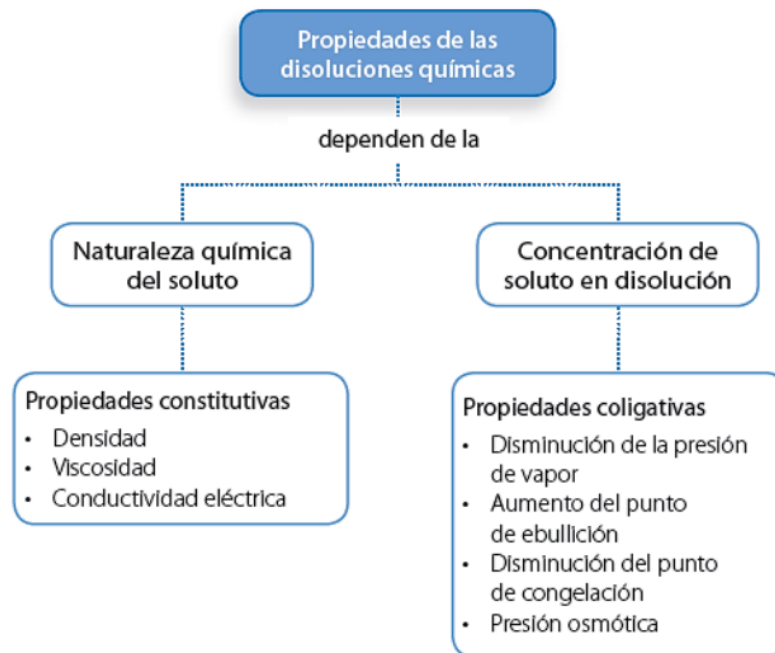 Propiedades de las
disoluciones químicas
dependen de la
Naturaleza química
del soluto
Concentración de
soluto en disolución
Propiedades constitutivas
• Densidad
• Viscosidad
• Conductividad eléctrica
Propiedades coligativas
• Disminución de la presión
de vapor
• Aumento del punto
de ebullición
• Disminución del punto
de congelación
• Presión osmótica